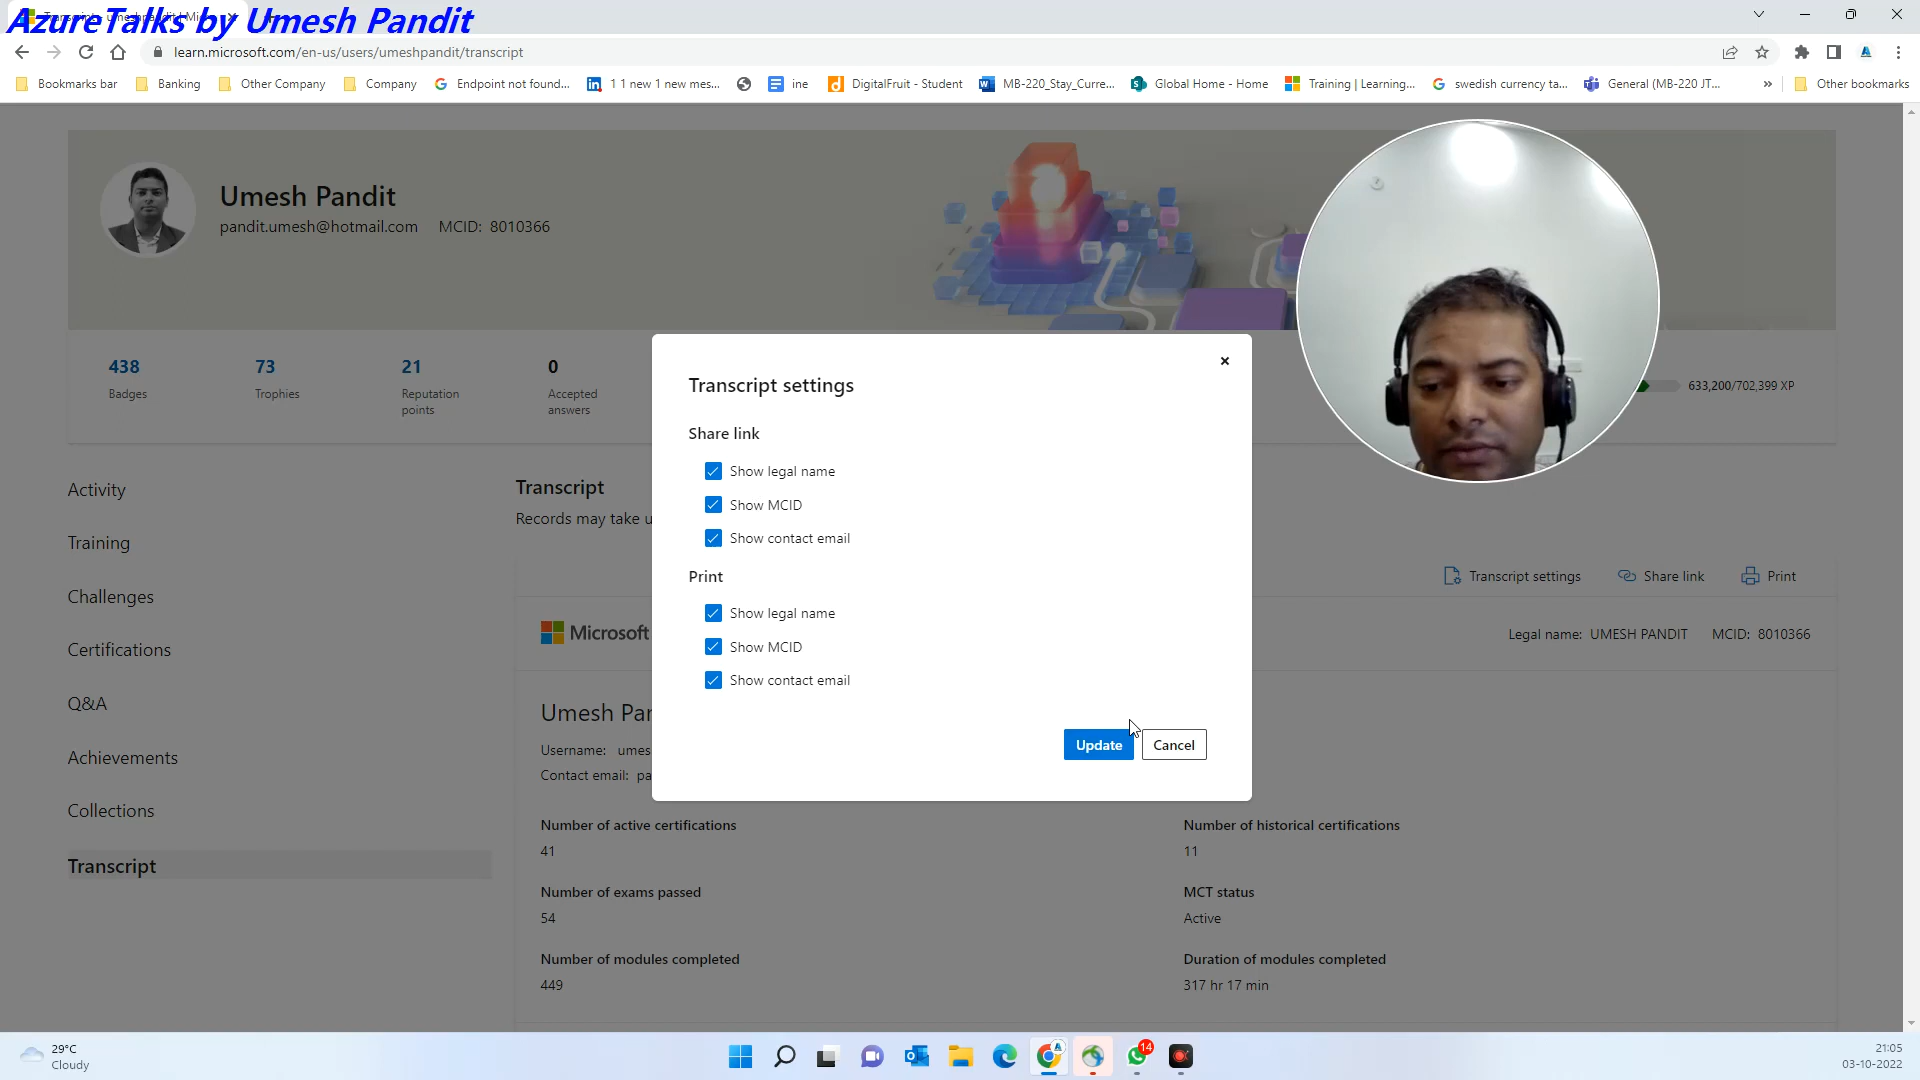 AzureTalks by Umesh Pandit
learn.microsoft.com/en-us/users/umeshpandit/transcript
Bookmarks bar Banking Other Company Company Endpoint not found... 1 1 new 1 new mes... ine DigitalFruit - Student MB-220_Stay_Curre... Global Home - Home Training | Learning... swedish currency ta... General (MB-220 JT... » Other bookmarks
Umesh Pandit
pandit.umesh@hotmail.com MCID: 8010366
438 73 21 0
Badges Trophies Reputation points Accepted answers
633,200/702,399 XP
Transcript settings
Share link
Show legal name
Show MCID
Show contact email
Print
Show legal name
Show MCID
Show contact email
Update Cancel
Activity
Training
Challenges
Certifications
Q&A
Achievements
Collections
Transcript
Transcript
Records may take u
Transcript settings Share link Print
Microsoft
Legal name: UMESH PANDIT MCID: 8010366
Umesh Par
Username: umes
Contact email: pa
Number of active certifications Number of historical certifications
41 11
Number of exams passed MCT status
54 Active
Number of modules completed Duration of modules completed
449 317 hr 17 min
29°C
Cloudy
14
21:05
03-10-2022